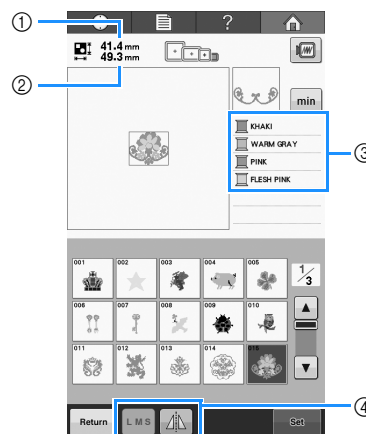 ①
?
41.4 mm
49.3 mm
②
min
KHAKI
WARM GRAY
PINK
FLESH PINK
③
001 002 003 004 005
1/3
006 007 008 009 010
011 012 013 014 015
④
Return L M S Set